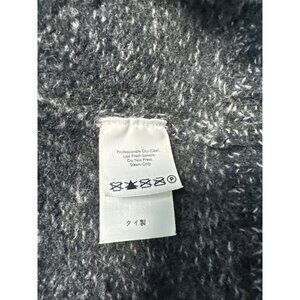 Professionally Dry Clean.
Use Fresh Solvent.
Do Not Press.
Steam Only.
P
タイ製